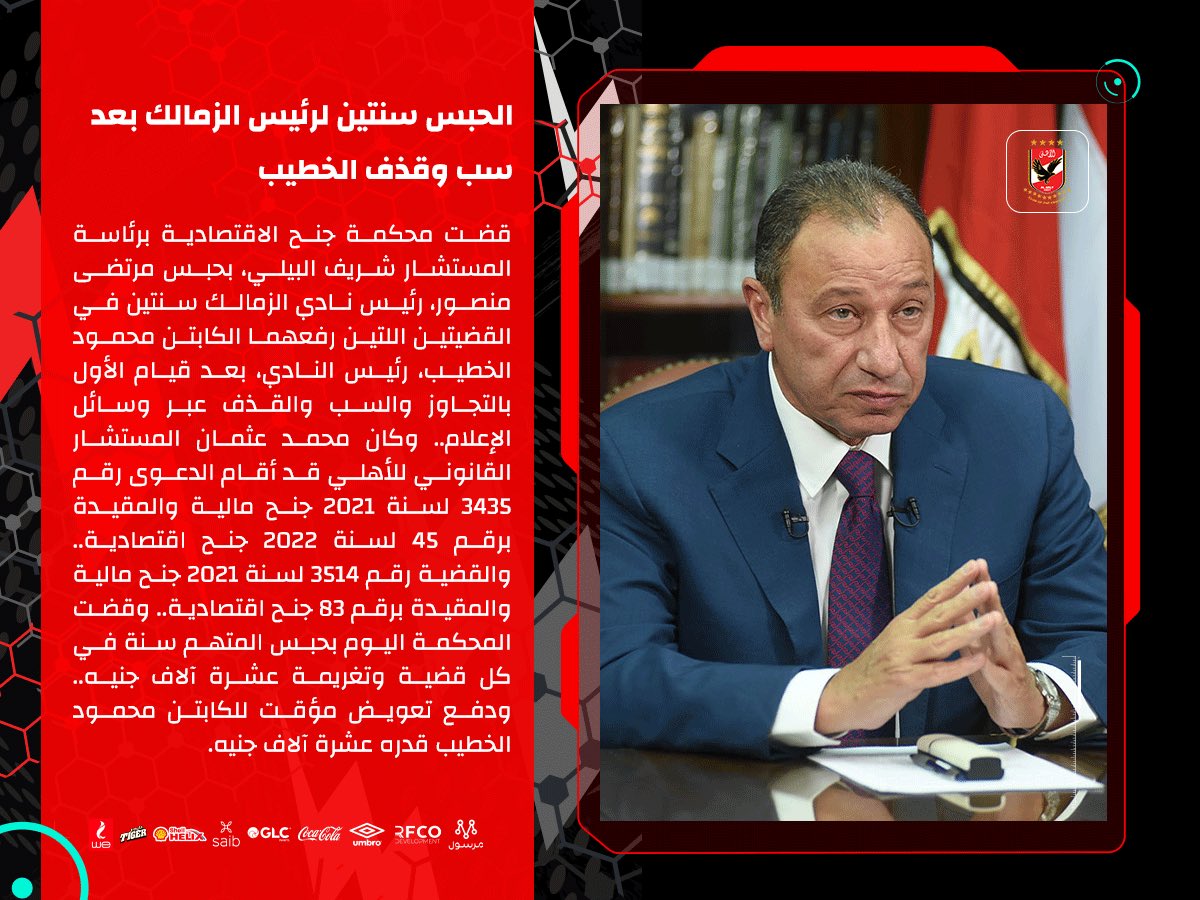 الحبس سنتين لرئيس الزمالك بعد
سب وقذف الخطيب
قضت محكمة جنح الاقتصادية برئاسة
المستشار شريف البيلي، بحبس مرتضى
منصور، رئيس نادي الزمالك سنتين في
القضيتين اللتين رفعهما الكابتن محمود
الخطيب، رئيس النادي، بعد قيام الأول
بالتجاوز والسب والقذف عبر وسائل
الإعلام.. وكان محمد عثمان المستشار
القانوني للأهلي قد أقام الدعوى رقم
3435 لسنة 2021 جنح مالية والمقيدة
برقم 45 لسنة 2022 جنح اقتصادية..
والقضية رقم 3514 لسنة 2021 جنح مالية
والمقيدة برقم 83 جنح اقتصادية.. وقضت
المحكمة اليوم بحبس المتهم سنة في
كل قضية وتغريمة عشرة آلاف جنيه..
ودفع تعويض مؤقت للكابتن محمود
الخطيب قدره عشرة آلاف جنيه.
we TIGER Shell HELIX saib GLC Coca-Cola umbro RFCO DEVELOPMENT مرسول
الأهلي